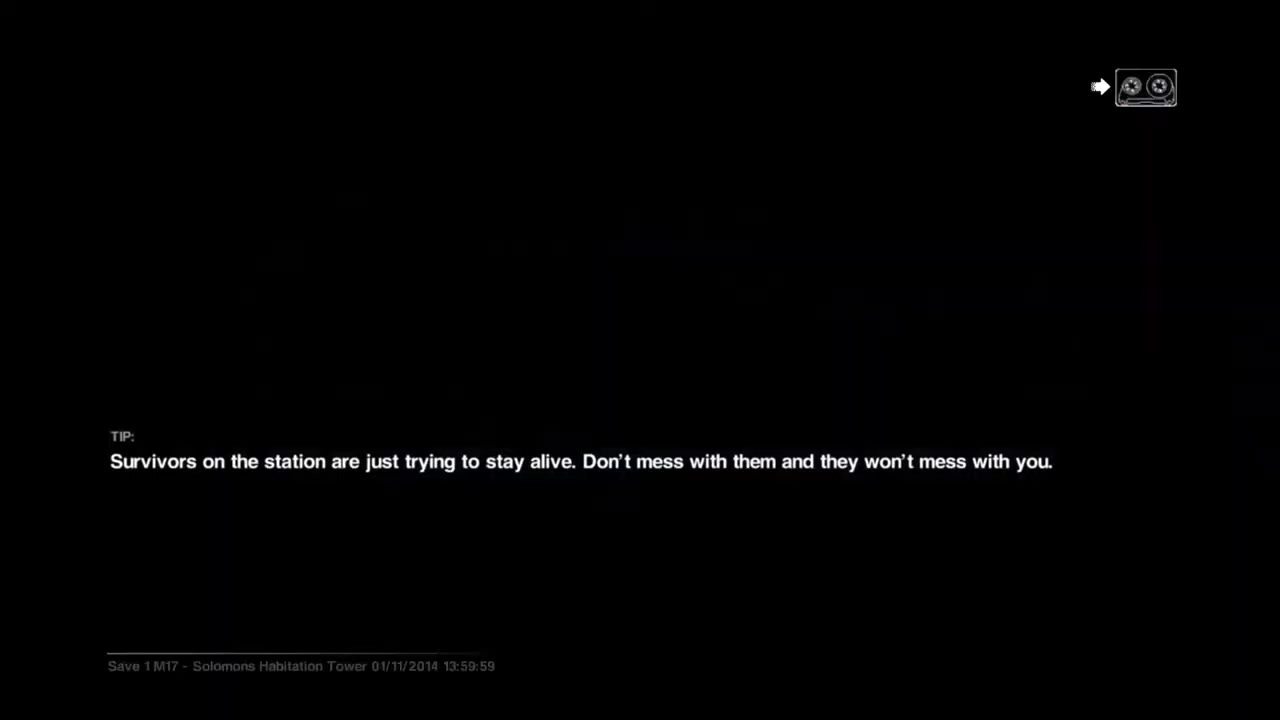 TIP:
Survivors on the station are just trying to stay alive. Don't mess with them and they won't mess with you.
Save 1 M17 - Solomons Habitation Tower 01/11/2014 13:59:59